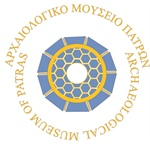 ΑΡΧΑΙΟΛΟΓΙΚΟ ΜΟΥΣΕΙΟ ΠΑΤΡΩΝ
ARCHAEOLOGICAL MUSEUM OF PATRAS